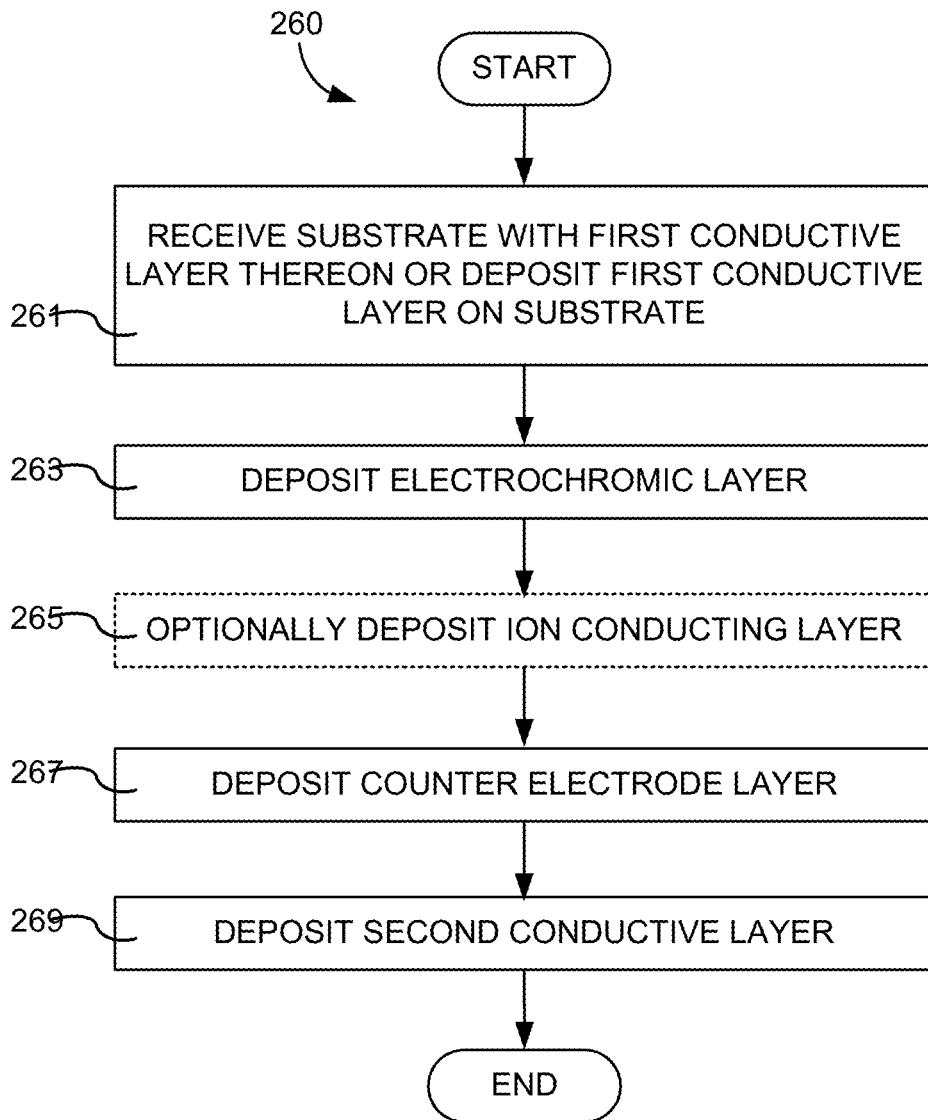 260
START
RECEIVE SUBSTRATE WITH FIRST CONDUCTIVE
LAYER THEREON OR DEPOSIT FIRST CONDUCTIVE
LAYER ON SUBSTRATE
261
263
DEPOSIT ELECTROCHROMIC LAYER
265
OPTIONALLY DEPOSIT ION CONDUCTING LAYER
267
DEPOSIT COUNTER ELECTRODE LAYER
269
DEPOSIT SECOND CONDUCTIVE LAYER
END